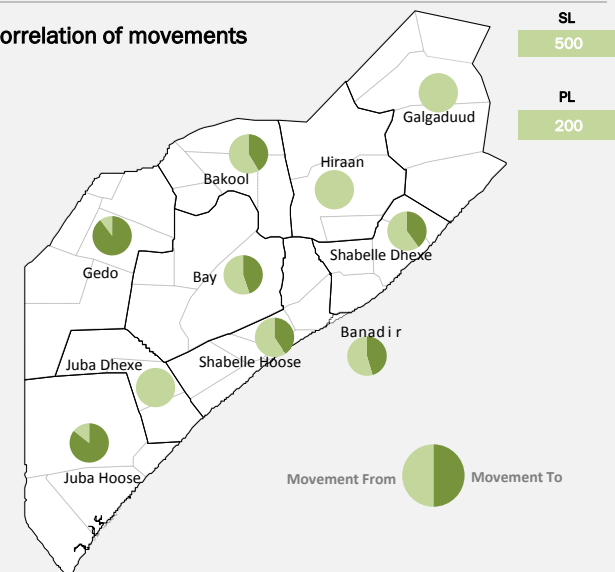 orrelation of movements
SL
500
PL
200
Galgaduud
Hiraan
Bakool
Shabelle Dhexe
Gedo
Bay
Banadir
Shabelle Hoose
Juba Dhexe
Juba Hoose
Movement From
Movement To